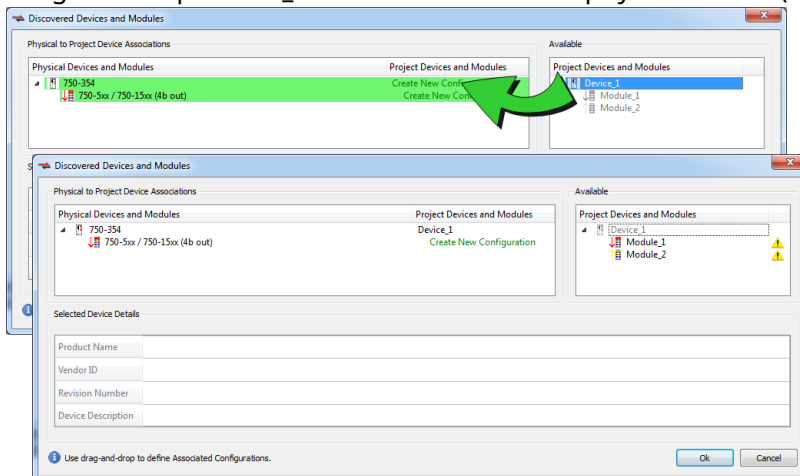 Discovered Devices and Modules
Physical to Project Device Associations
Available
Physical Devices and Modules
Project Devices and Modules
Project Devices and Modules
750-354
Create New
Device_1
750-5xx / 750-15xx (4b out)
Create New
Module_1
Module_2
Discovered Devices and Modules
Physical to Project Device Associations
Available
Physical Devices and Modules
Project Devices and Modules
Project Devices and Modules
750-354
Device_1
Device_1
750-5xx / 750-15xx (4b out)
Create New Configuration
Module_1
Module_2
Selected Device Details
Product Name
Vendor ID
Revision Number
Device Description
Use drag-and-drop to define Associated Configurations.
Ok
Cancel